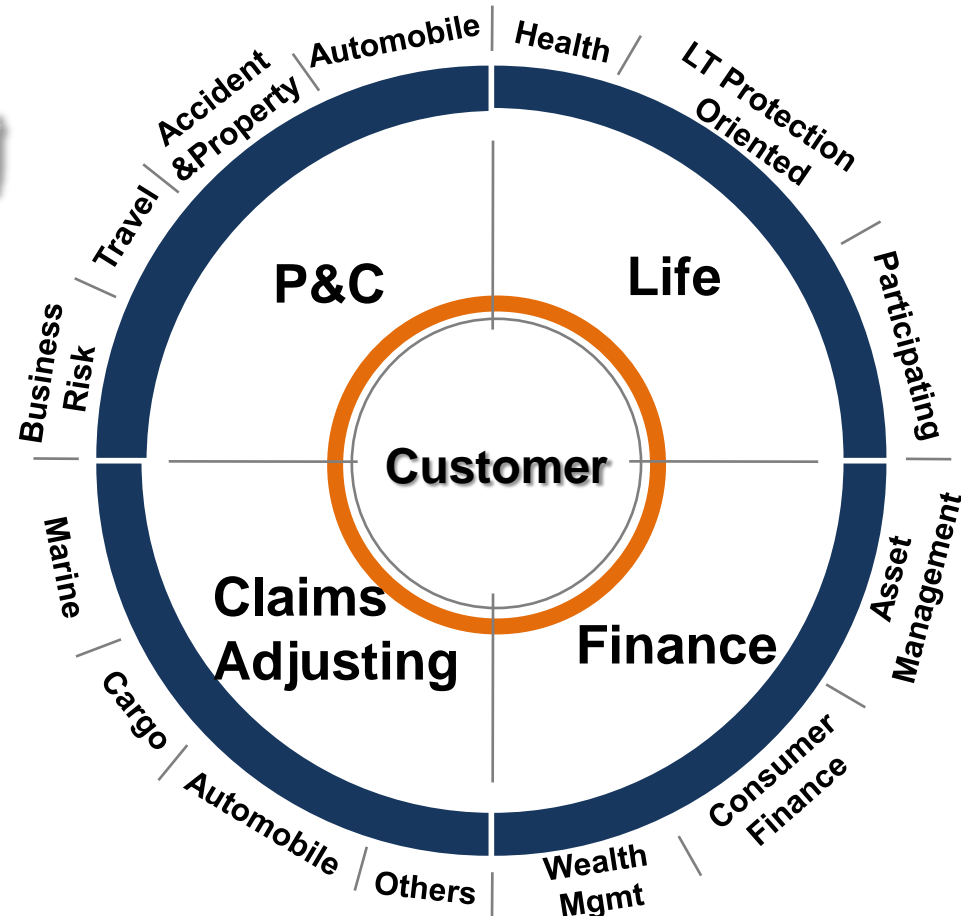 Automobile
Health
Accident
&Property
LT Protection
Oriented
Travel
Participating
Business
Risk
P&C
Life
Customer
Claims
Adjusting
Finance
Marine
Asset
Management
Cargo
Consumer
Finance
Automobile
Others
Wealth
Mgmt